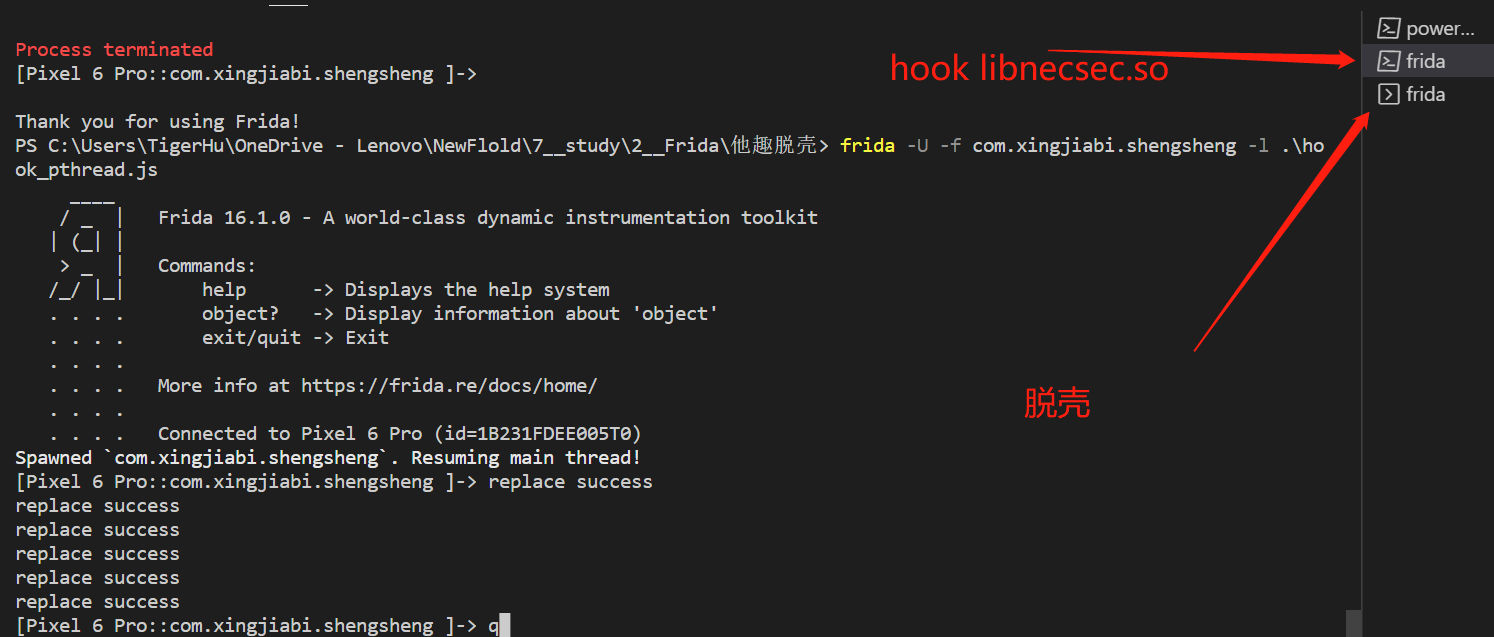 Process terminated
[Pixel 6 Pro::com.xingjiabi.shengsheng ]->
hook libnecsec.so
power...
frida
frida
Thank you for using Frida!
PS C:\Users\TigerHu\OneDrive - Lenovo\NewFlold\7__study\2__Frida\他趣脱壳> frida -U -f com.xingjiabi.shengsheng -l .\ho
ok_pthread.js
    ____
   / _  |   Frida 16.1.0 - A world-class dynamic instrumentation toolkit
  | (_| |
   > _  |   Commands:
  /_/ |_|       help      -> Displays the help system
  . . . .       object?   -> Display information about 'object'
  . . . .       exit/quit -> Exit
  . . . .
  . . . .   More info at https://frida.re/docs/home/
  . . . .
  . . . .   Connected to Pixel 6 Pro (id=1B231FDEE005T0)
脱壳
Spawned `com.xingjiabi.shengsheng`. Resuming main thread!
[Pixel 6 Pro::com.xingjiabi.shengsheng ]-> replace success
replace success
replace success
replace success
replace success
replace success
[Pixel 6 Pro::com.xingjiabi.shengsheng ]-> q